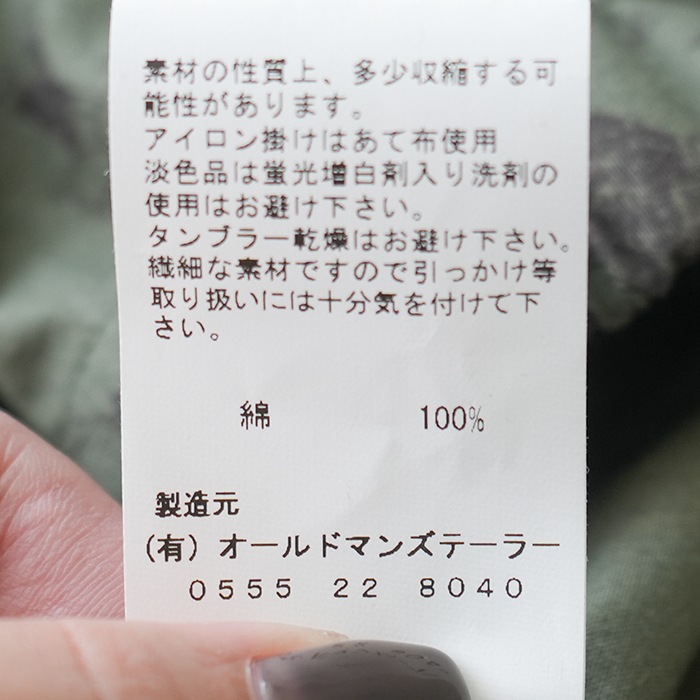 素材の性質上、多少収縮する可
能性があります。
アイロン掛けはあて布使用
淡色品は蛍光増白剤入り洗剤の
使用はお避け下さい。
タンブラー乾燥はお避け下さい。
繊細な素材ですので引っかけ等
取り扱いには十分気を付けて下
さい。
綿 100%
製造元
(有) オールドマンズテーラー
0555 22 8040